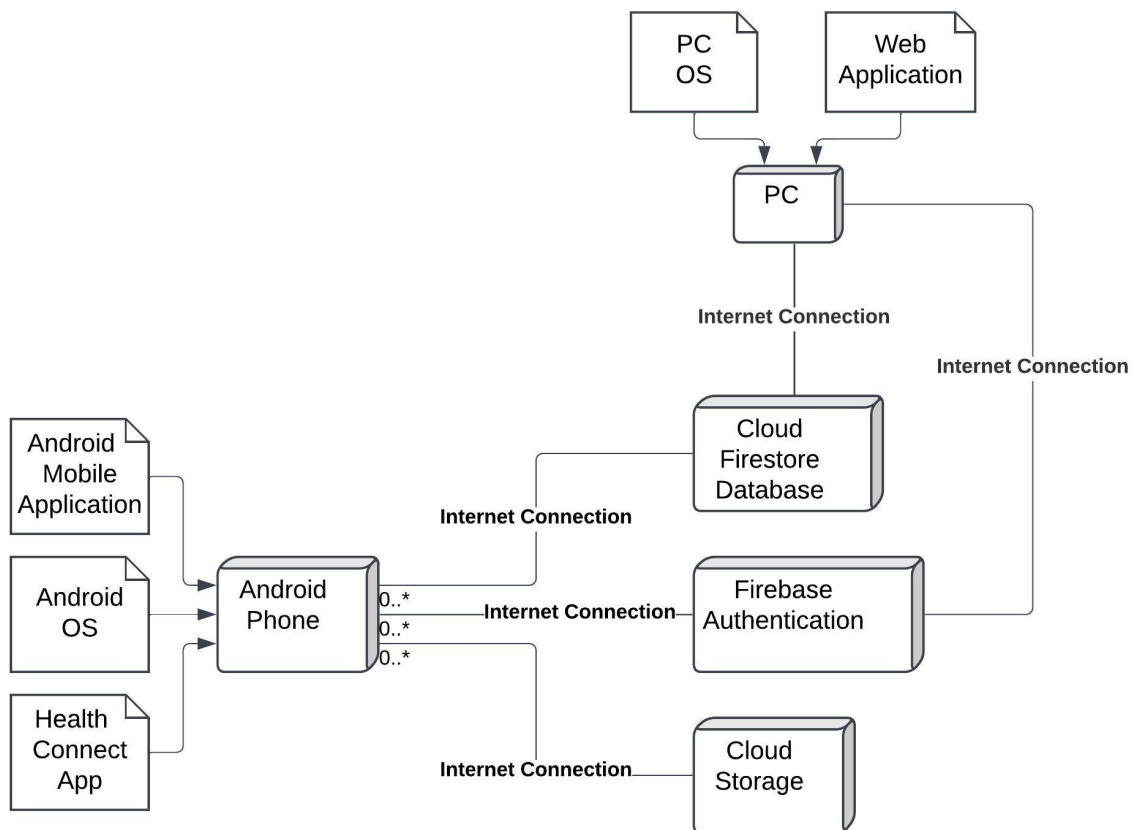 PC
OS
Web
Application
PC
Internet Connection
Internet Connection
Android
Mobile
Application
Cloud
Firestore
Database
Internet Connection
Android
OS
Android
Phone
0..*
Internet Connection
0..*
0..*
Firebase
Authentication
Health
Connect
App
Internet Connection
Cloud
Storage